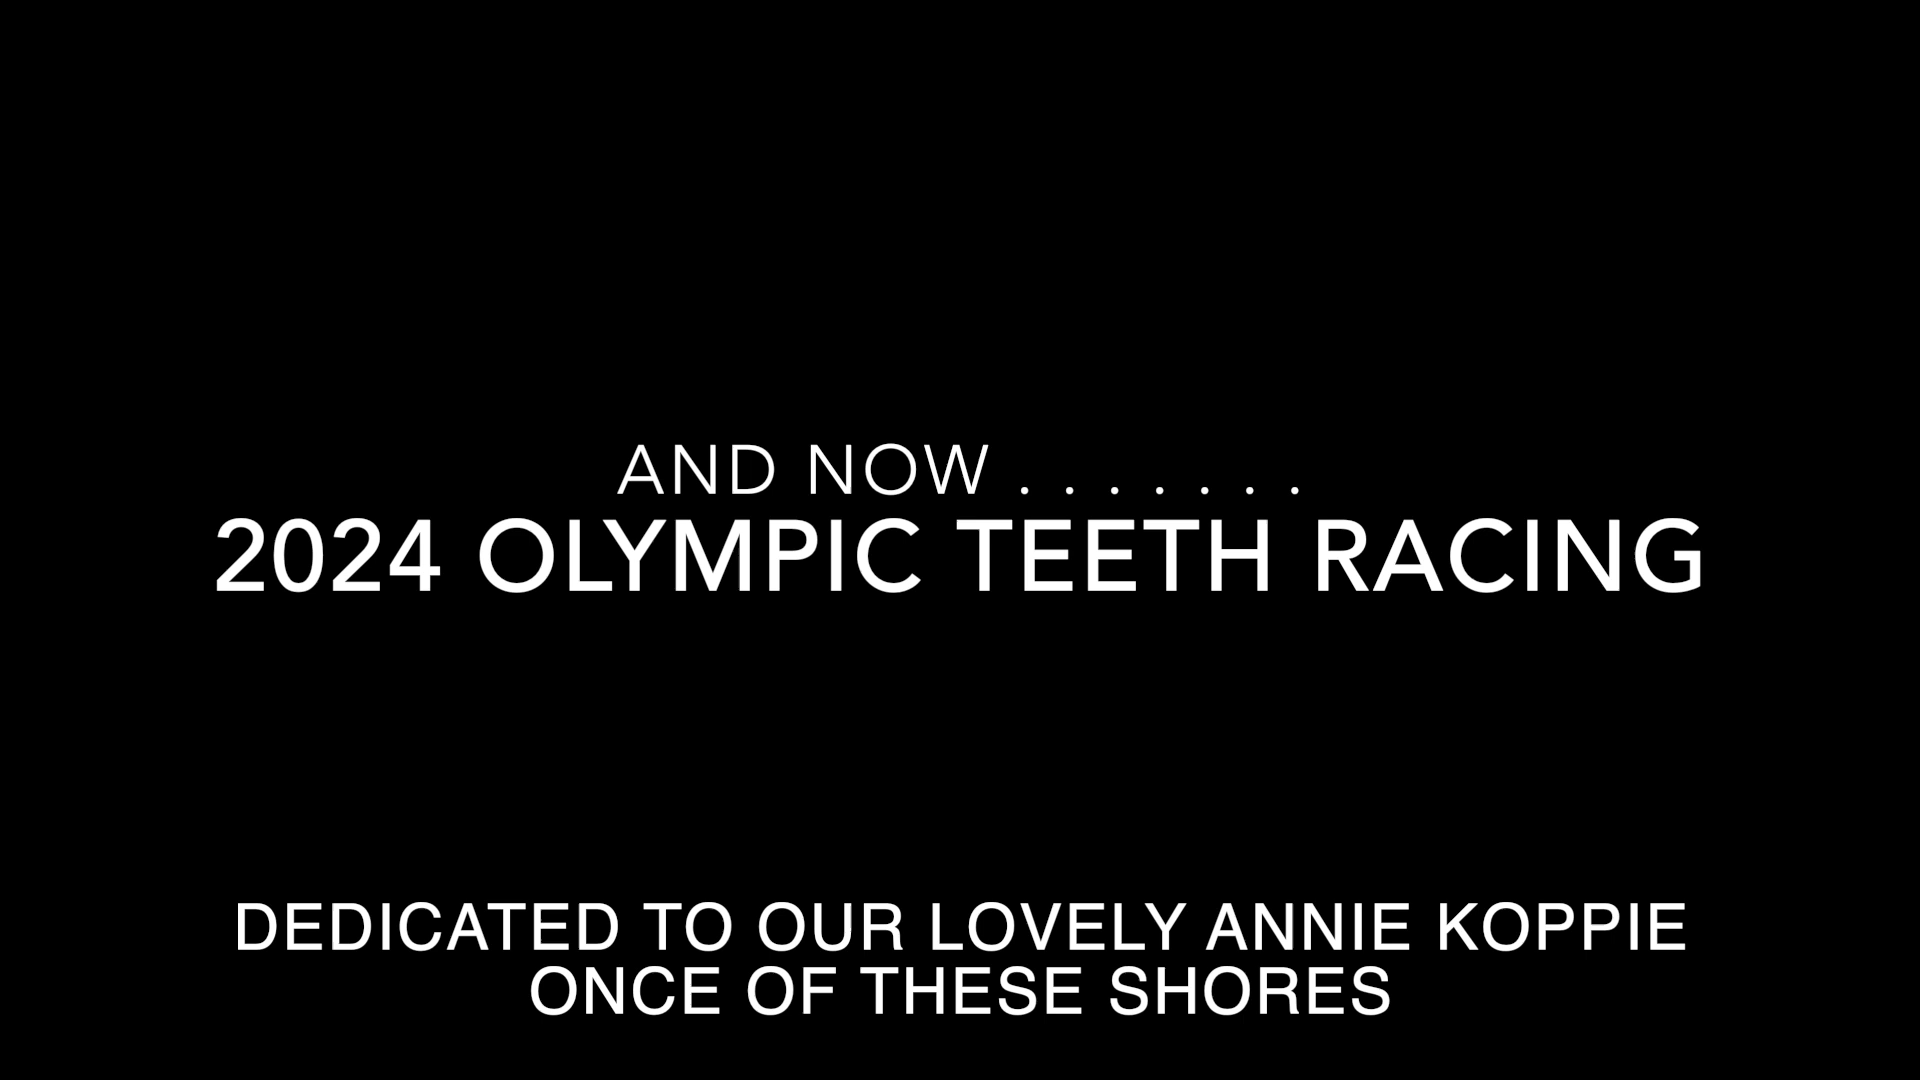 AND NOW . . . . . . .
2024 OLYMPIC TEETH RACING
DEDICATED TO OUR LOVELY ANNIE KOPPIE
ONCE OF THESE SHORES